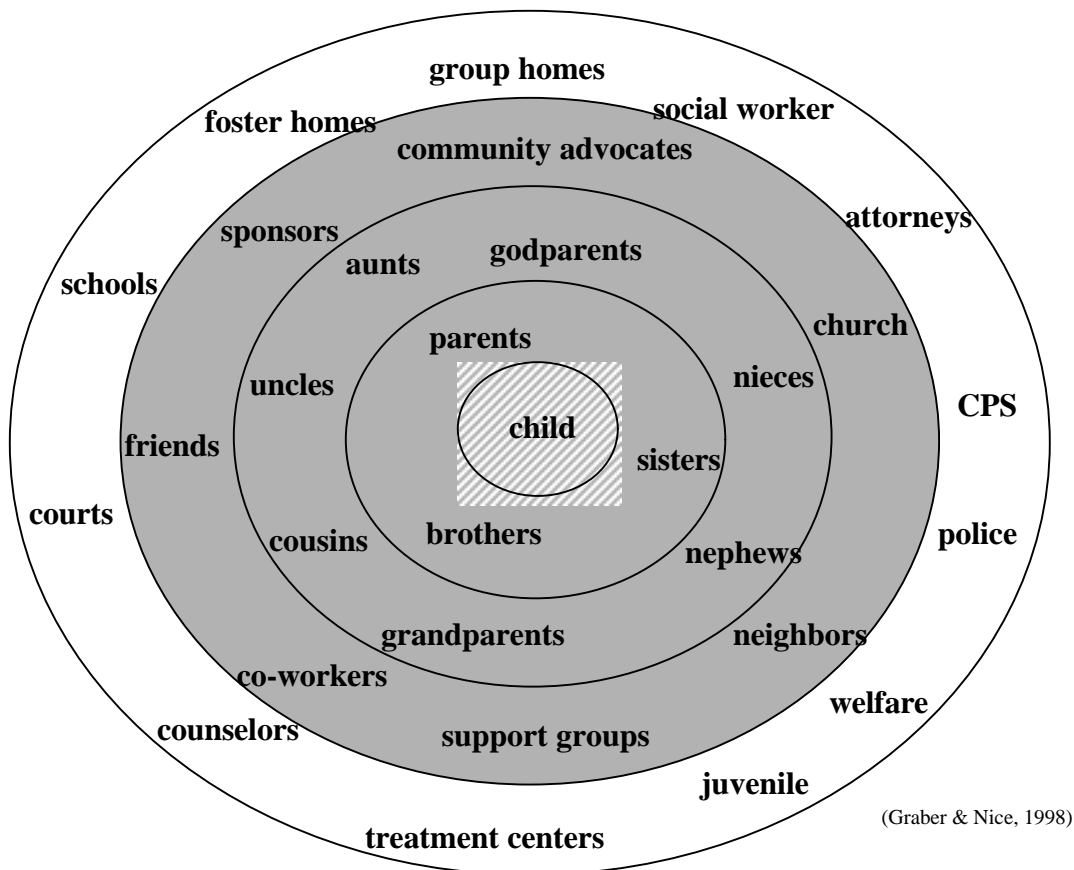 group homes
social worker
foster homes
community advocates
attorneys
sponsors
godparents
aunts
schools
church
parents
nieces
uncles
CPS
child
friends
sisters
courts
brothers
police
cousins
nephews
grandparents
neighbors
co-workers
welfare
counselors
support groups
juvenile
(Graber & Nice, 1998)
treatment centers